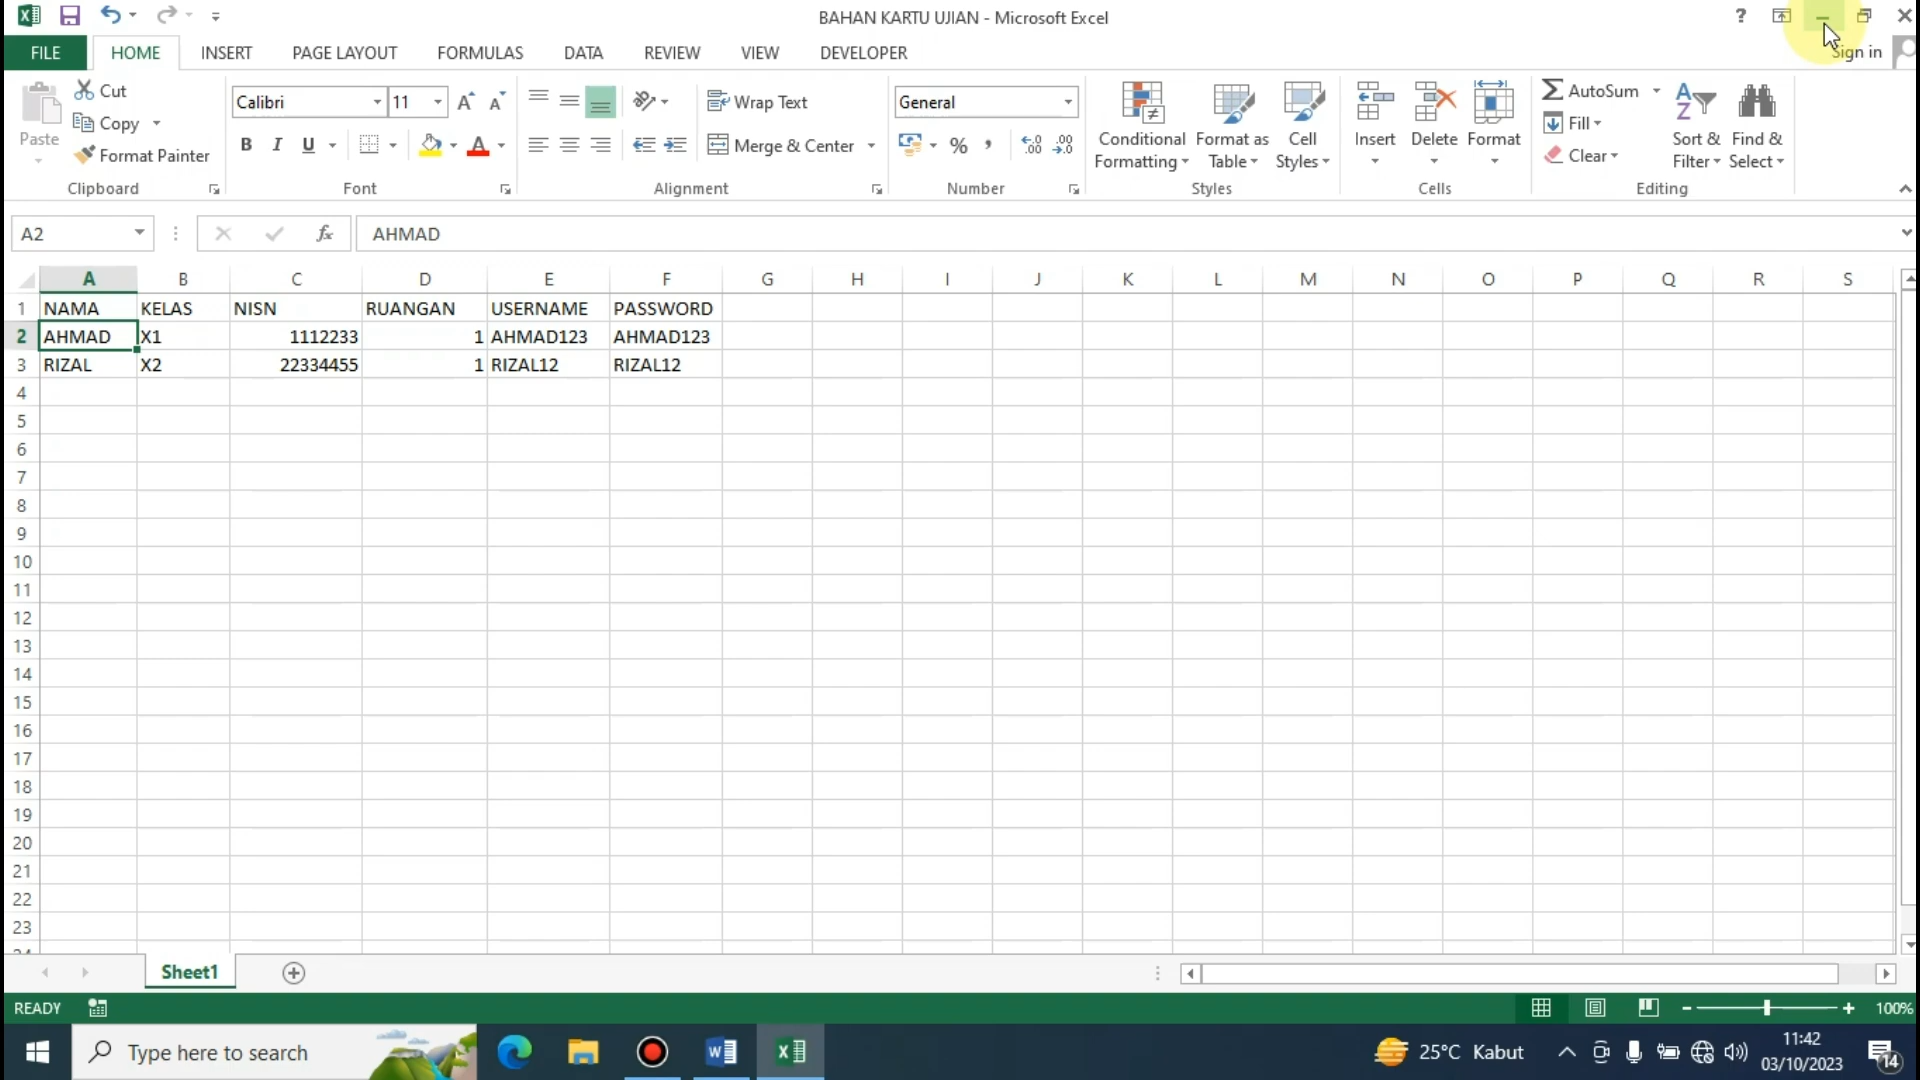 BAHAN KARTU UJIAN - Microsoft Excel
?
FILE HOME INSERT PAGE LAYOUT FORMULAS DATA REVIEW VIEW DEVELOPER Sign in
Paste
Cut
Copy
Format Painter
Clipboard
Calibri 11
B I U
Font
Wrap Text
Merge & Center
Alignment
General
%
Number
Conditional Formatting
Format as Table
Cell Styles
Styles
Insert
Delete
Format
Cells
AutoSum
Fill
Clear
Sort & Filter
Find & Select
Editing
A2 fx AHMAD
A B C D E F G H I J K L M N O P Q R S
1 NAMA KELAS NISN RUANGAN USERNAME PASSWORD
2 AHMAD X1 1112233 1 AHMAD123 AHMAD123
3 RIZAL X2 22334455 1 RIZAL12 RIZAL12
4
5
6
7
8
9
10
11
12
13
14
15
16
17
18
19
20
21
22
23
Sheet1
READY 100%
Type here to search
25°C Kabut
11:42
03/10/2023
14